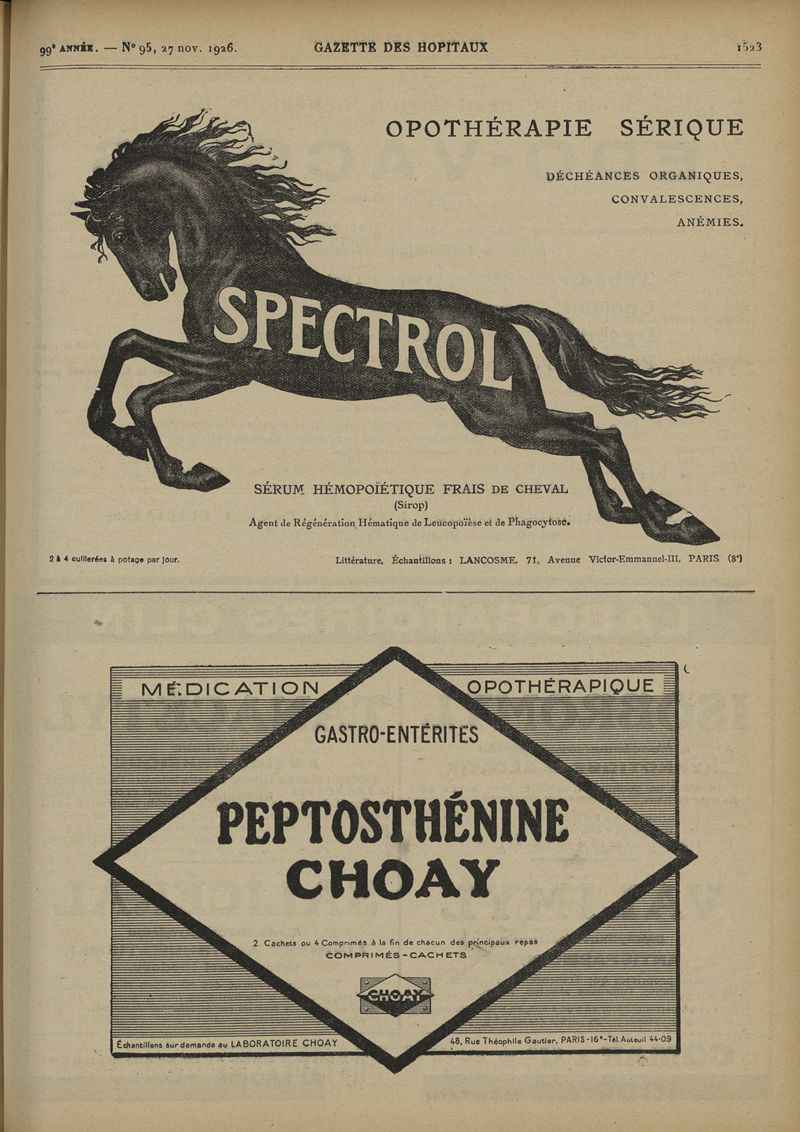 99e ANNÉE. — No 95, 27 NOV. 1926. GAZETTE DES HOPITAUX 1523
OPOTHÉRAPIE SÉRIQUE
DÉCHÉANCES ORGANIQUES,
CONVALESCENCES,
ANÉMIES.
SPECTROL
SÉRUM HÉMOPOÏÉTIQUE FRAIS DE CHEVAL
(Sirop)
Agent de Régénération Hématique de Leucopoïèse et de Phagocytose.
2 à 4 cuillerées à potage par jour. Littérature, Échantillons : LANCOSME, 71, Avenue Victor-Emmanuel-III, PARIS (8e)
MÉDICATION OPOTHÉRAPIQUE
GASTRO-ENTÉRITES
PEPTOSTHÉNINE
CHOAY
2 Cachets ou 4 Comprimés à la fin de chacun des principaux repas
COMPRIMÉS - CACHETS
CHOAY
Échantillons sur demande au LABORATOIRE CHOAY 48, Rue Théophile Gautier, PARIS-16e-Tél. Auteuil 44-09